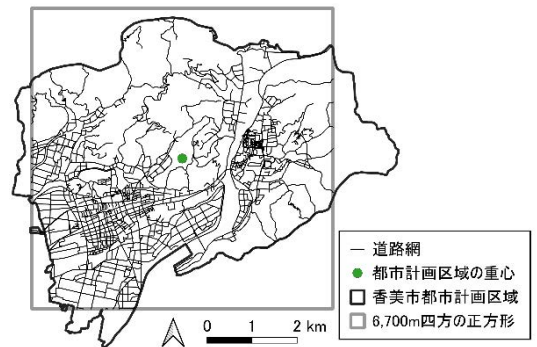 道路網
都市計画区域の重心
香美市都市計画区域
6,700m四方の正方形
0 1 2 km